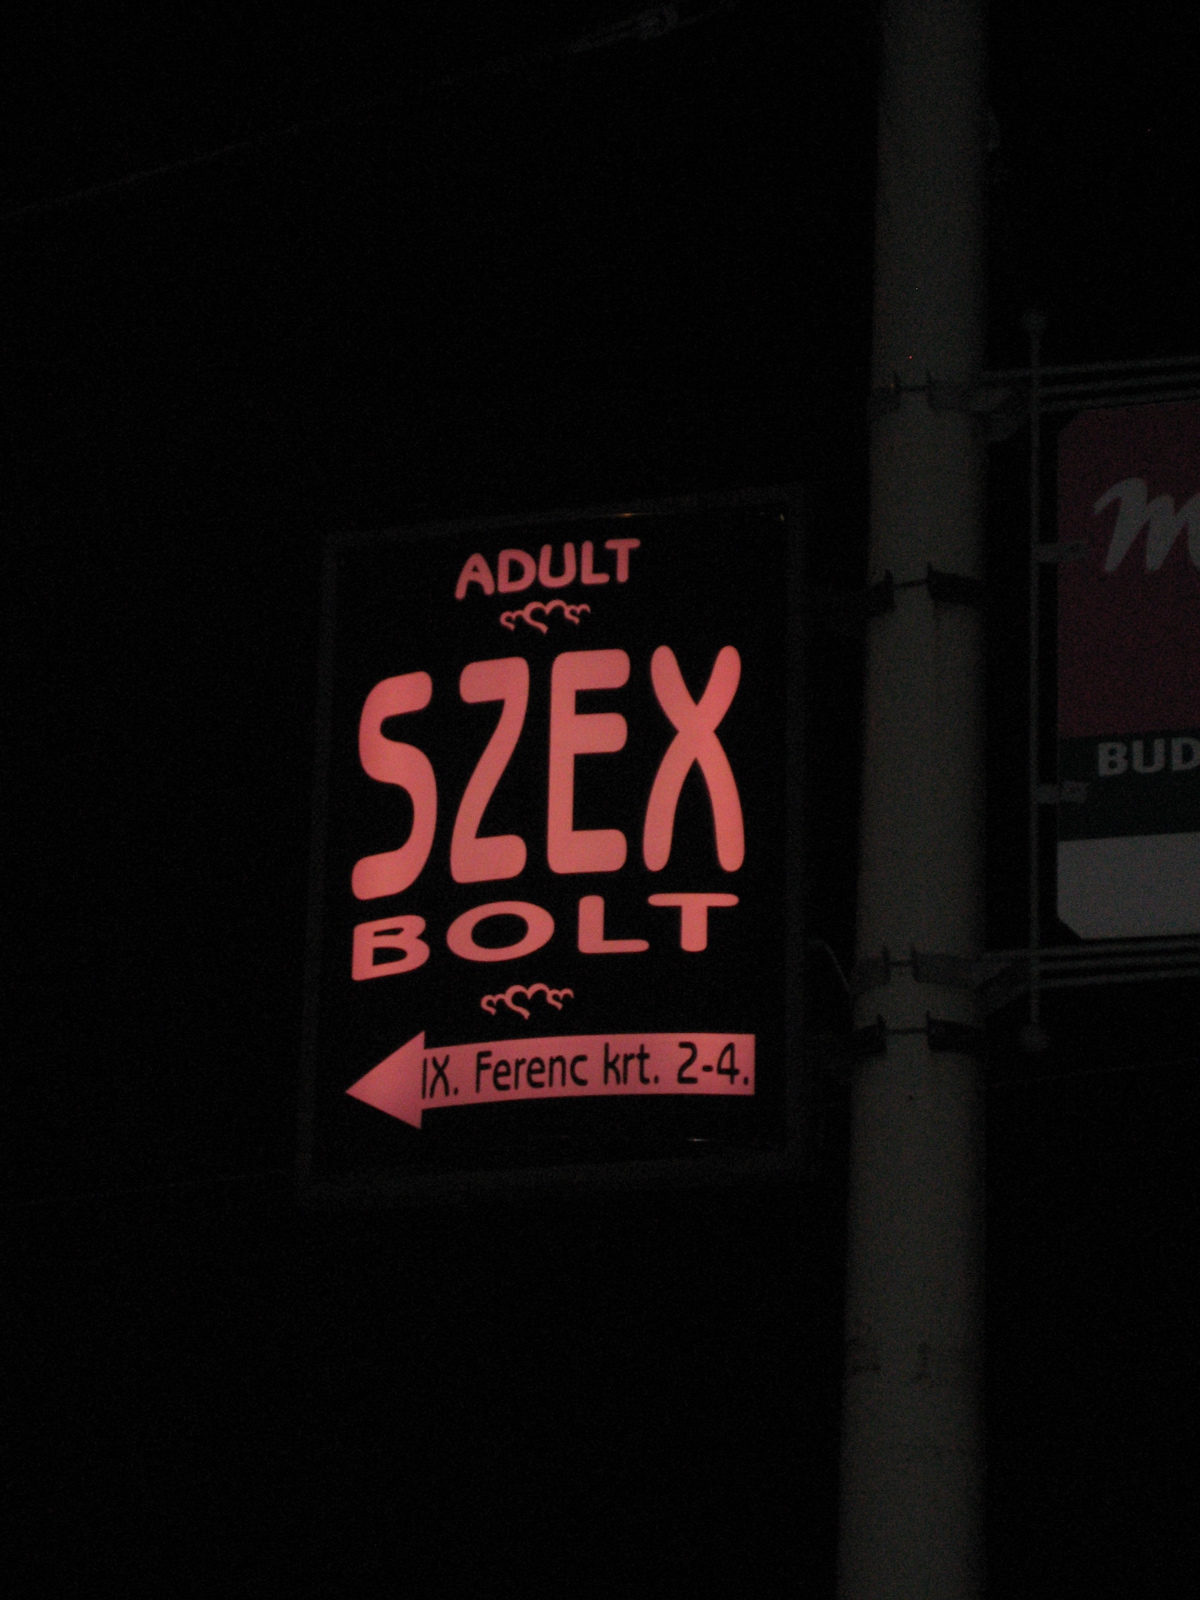 ADULT
SZEX
BOLT
IX. Ferenc krt. 2-4.
BUD